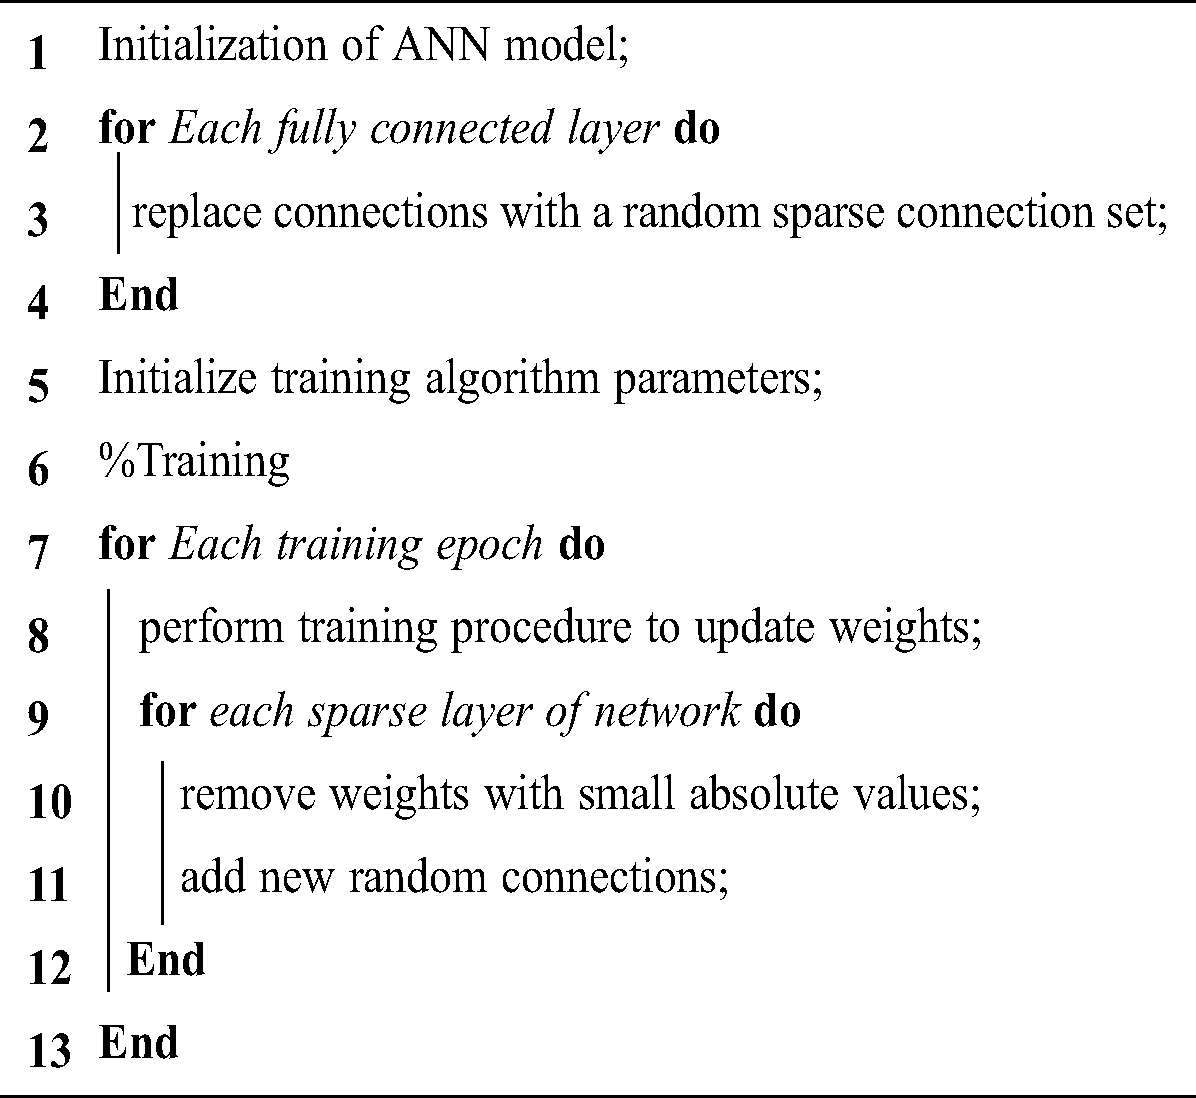 1 Initialization of ANN model;
2 for Each fully connected layer do
3 replace connections with a random sparse connection set;
4 End
5 Initialize training algorithm parameters;
6 %Training
7 for Each training epoch do
8 perform training procedure to update weights;
9 for each sparse layer of network do
10 remove weights with small absolute values;
11 add new random connections;
12 End
13 End